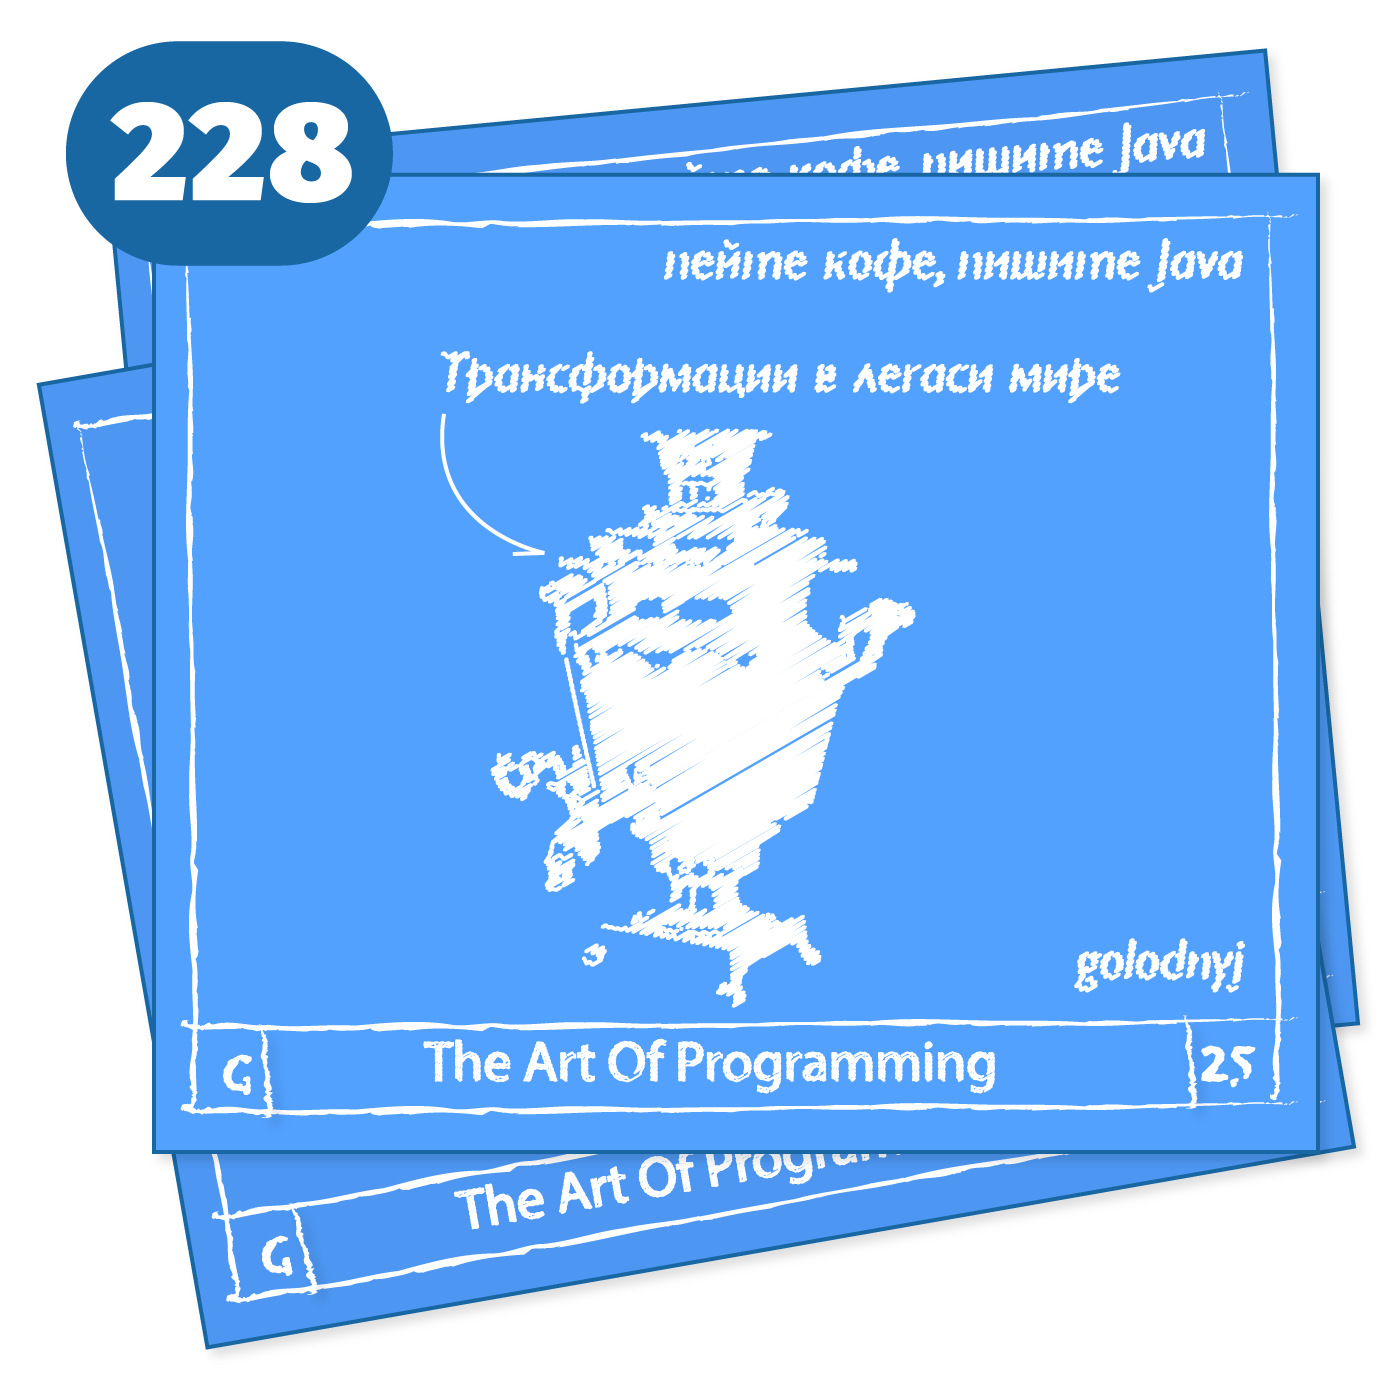 228
пейте кофе, пишите Java
пейте кофе, пишите Java
Трансформации в легаси мире
golodnyj
G
The Art Of Programming
25
The Art Of Program
G